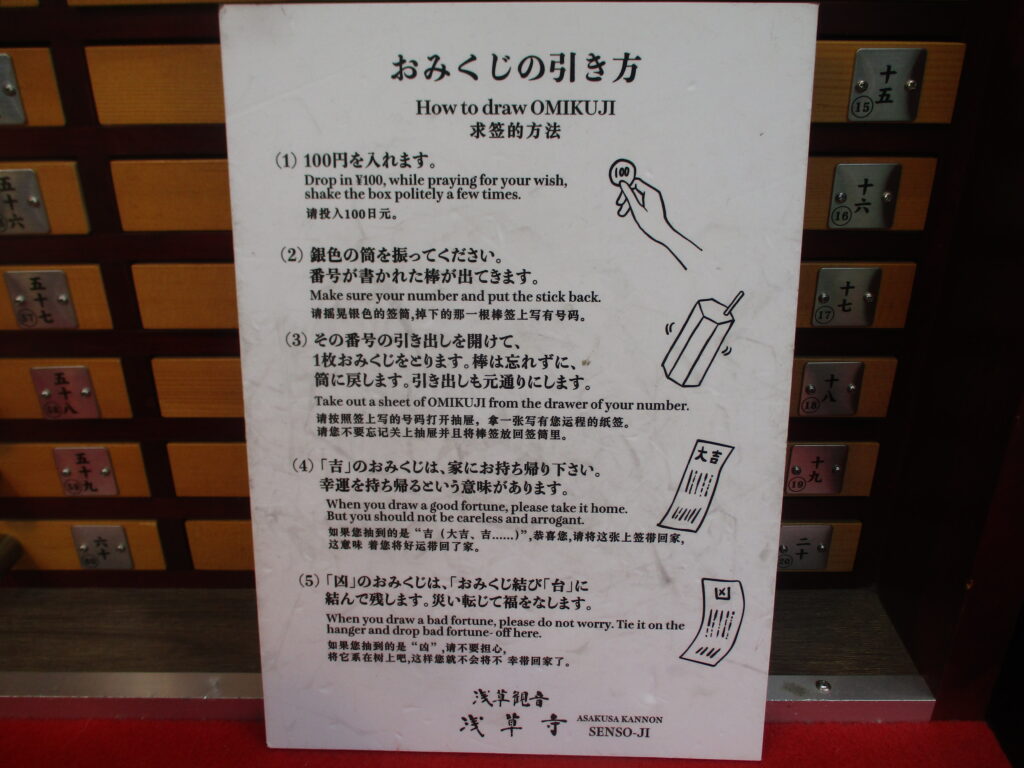 おみくじの引き方
How to draw OMIKUJI
求签的方法
(1) 100円を入れます。
Drop in ¥100, while praying for your wish,
shake the box politely a few times.
请投入100日元。
100
(2) 銀色の筒を振ってください。
番号が書かれた棒が出てきます。
Make sure your number and put the stick back.
请摇晃银色的签筒,掉下的那一根棒签上写有号码。
(3) その番号の引き出しを開けて、
1枚おみくじをとります。棒は忘れずに、
筒に戻します。引き出しも元通りにします。
Take out a sheet of OMIKUJI from the drawer of your number.
请按照签上写的号码打开抽屉，拿一张写有您运程的纸签。
请您不要忘记关上抽屉并且将棒签放回签筒里。
(4)「吉」のおみくじは、家にお持ち帰り下さい。
幸運を持ち帰るという意味があります。
When you draw a good fortune, please take it home.
But you should not be careless and arrogant.
如果您抽到的是“吉（大吉、吉......)”,恭喜您,请将这张上签带回家,
这意味 着您将好运带回了家。
大吉
(5)「凶」のおみくじは、「おみくじ結び「台」に
結んで残します。災い転じて福をなします。
When you draw a bad fortune, please do not worry. Tie it on the
hanger and drop bad fortune- off here.
如果您抽到的是“凶”,请不要担心,
将它系在树上吧,这样您就不会将不 幸带回家了。
凶
浅草観音
浅草寺
ASAKUSA KANNON
SENSO-JI
十五
15
十六
16
十七
17
十八
18
十九
19
二十
五十六
五十七
57
五十八
五十九
六十